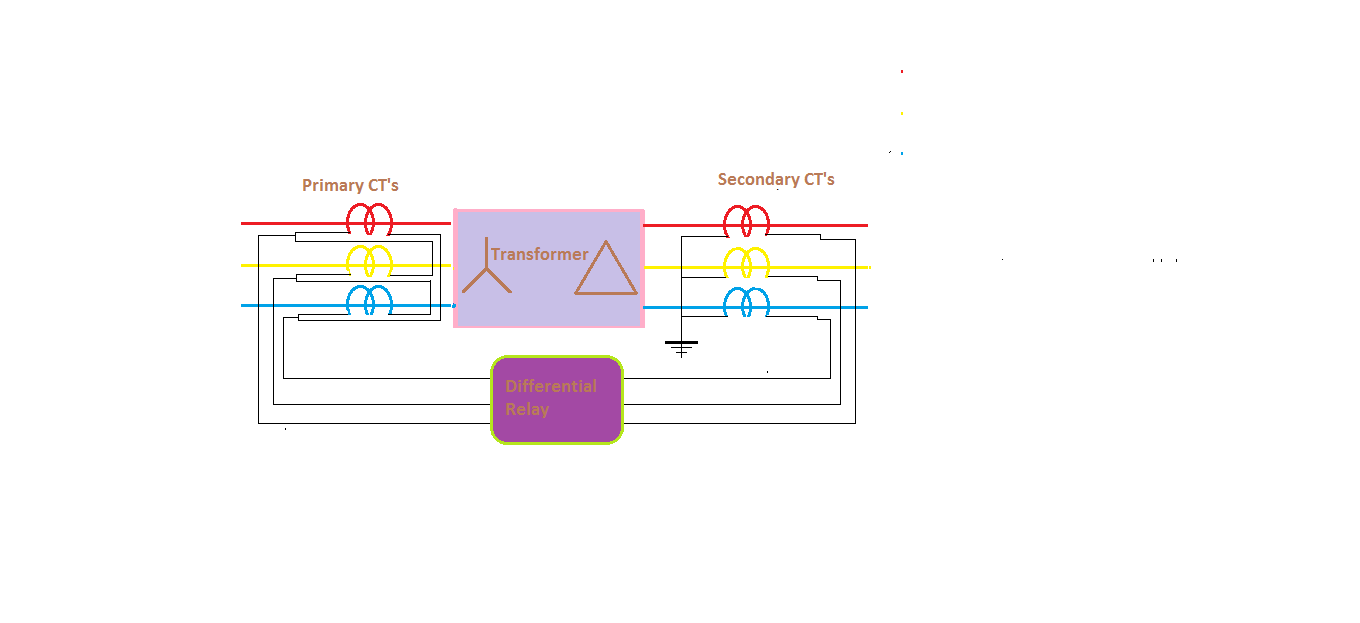 Secondary CT's
Primary CT's
Transformer
Differential
Relay